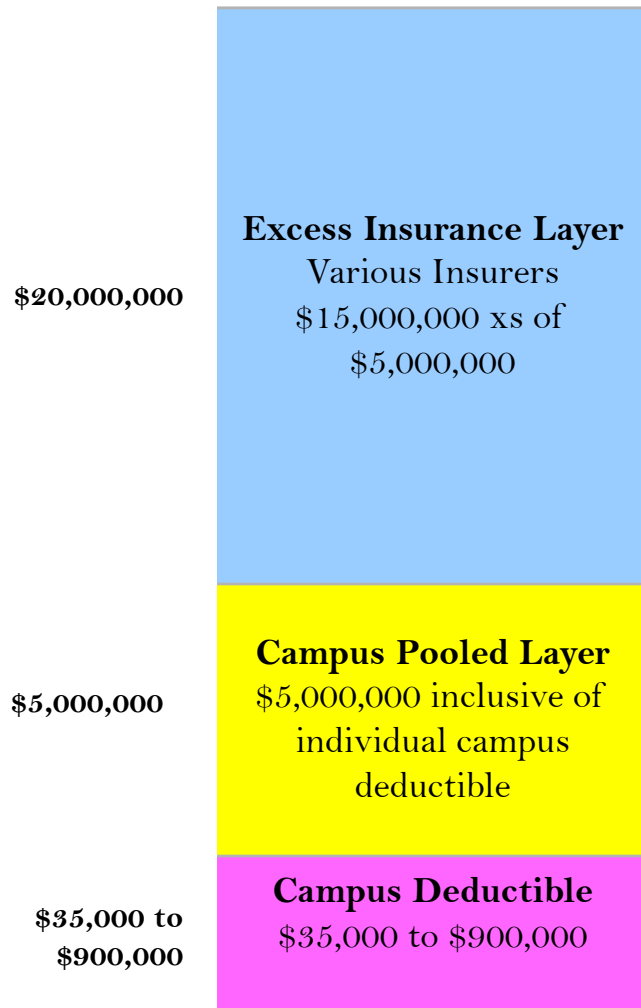 Excess Insurance Layer
Various Insurers
$20,000,000
$15,000,000 xs of
$5,000,000
Campus Pooled Layer
$5,000,000
$5,000,000 inclusive of
individual campus
deductible
Campus Deductible
$35,000 to
$900,000
$35,000 to $900,000